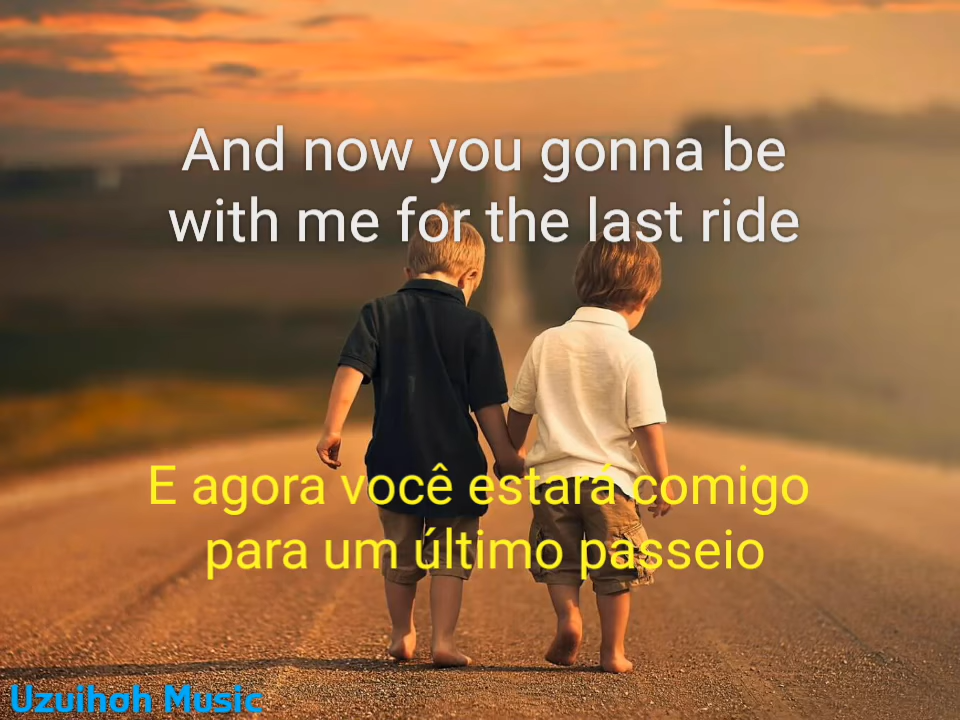 And now you gonna be
with me for the last ride
E agora você estará comigo
para um último passeio
Uzuihoh Music